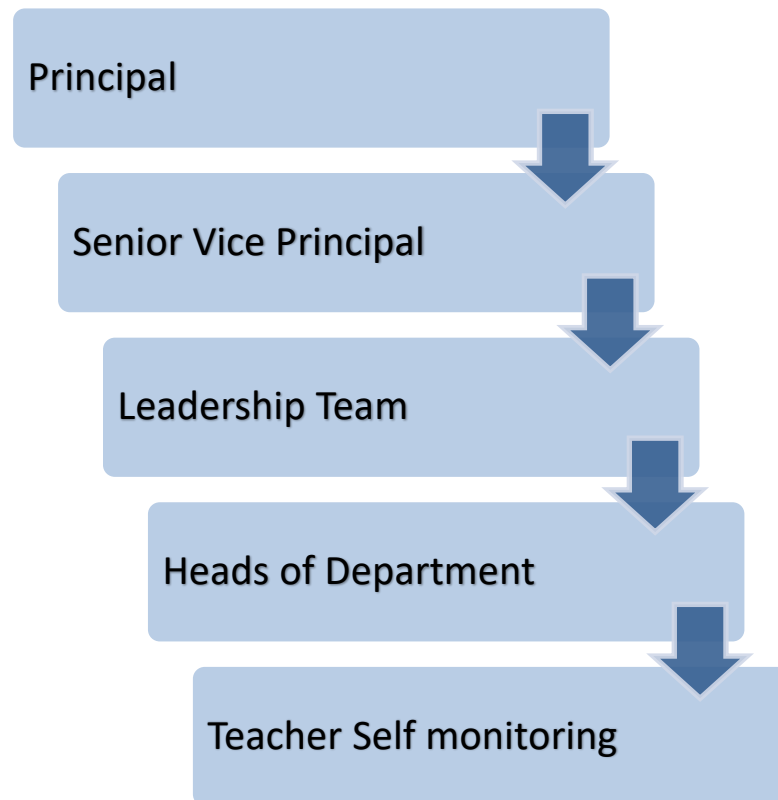 Principal
Senior Vice Principal
Leadership Team
Heads of Department
Teacher Self monitoring